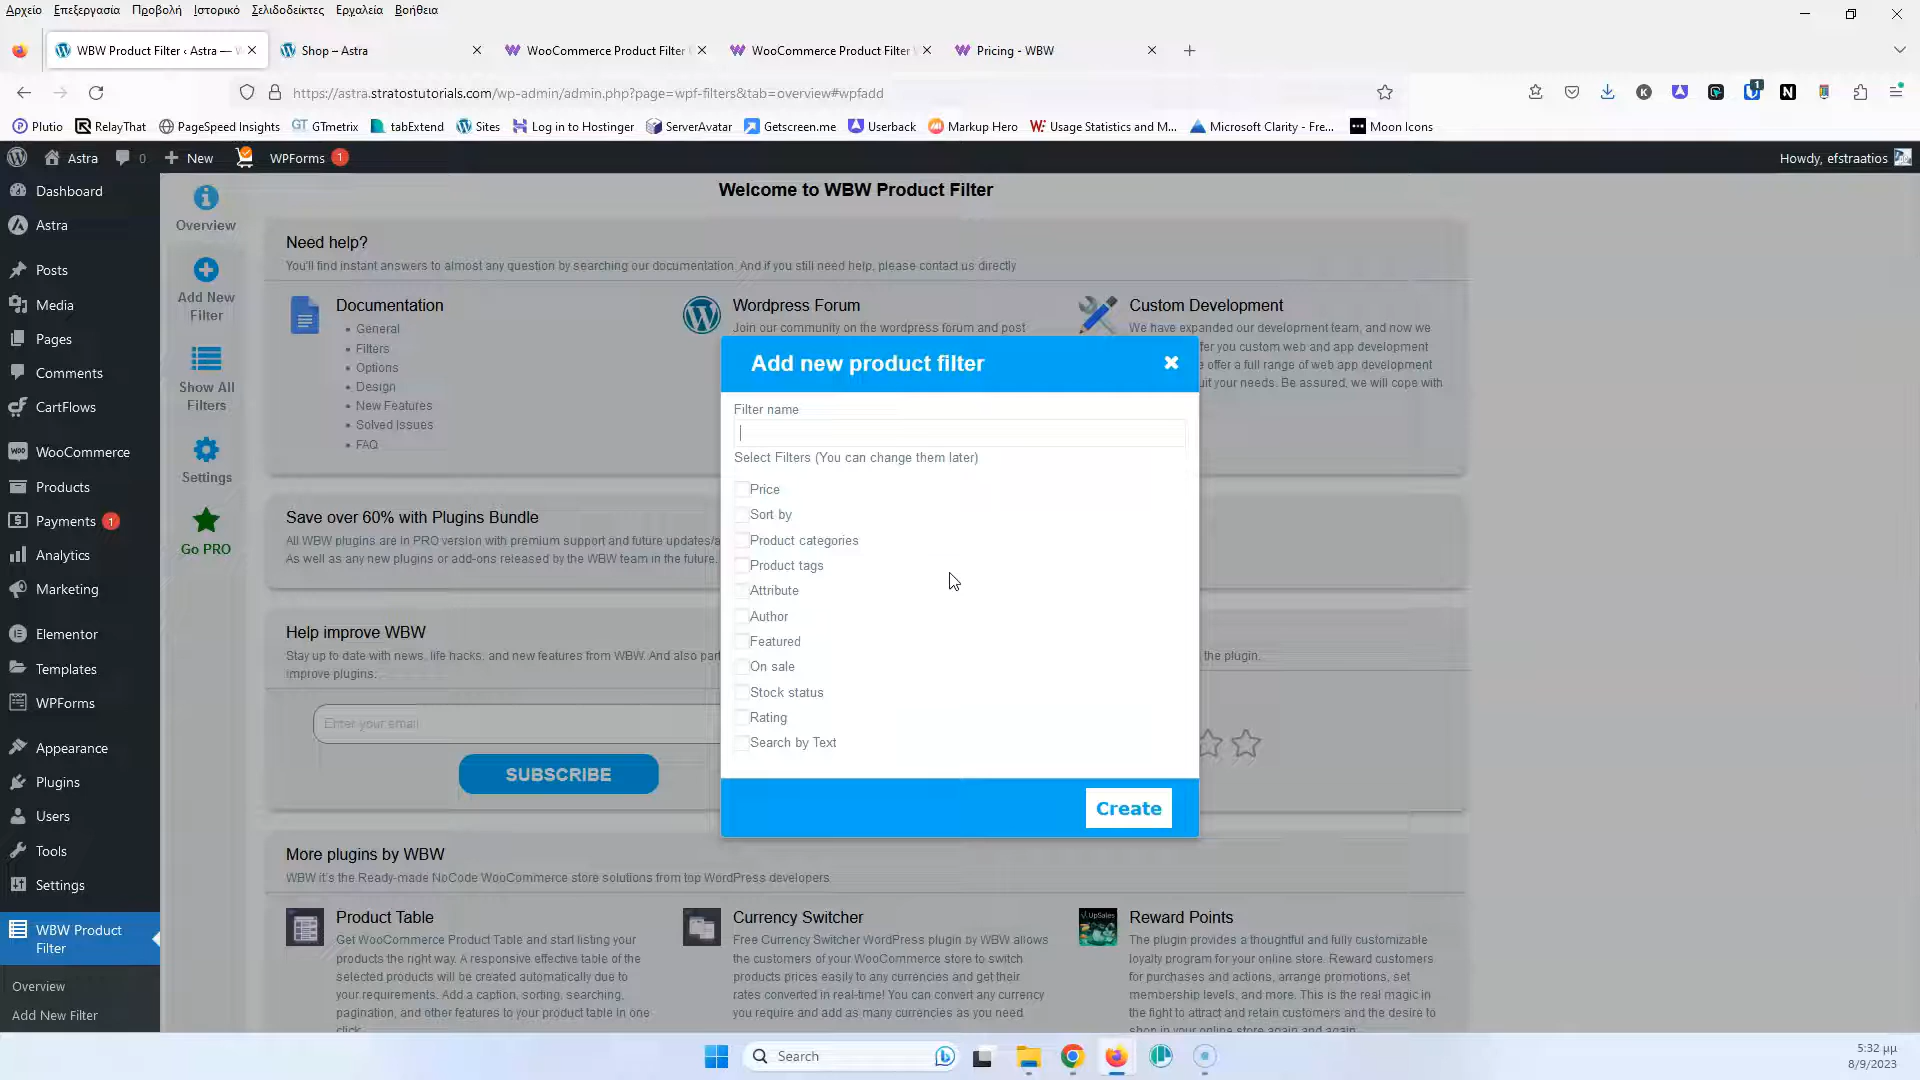 Αρχείο Επεξεργασία Προβολή Ιστορικό Σελιδοδείκτες Εργαλεία Βοήθεια
WBW Product Filter ‹ Astra — W
Shop – Astra
WooCommerce Product Filter
WooCommerce Product Filter
Pricing - WBW
https://astra.stratostutorials.com/wp-admin/admin.php?page=wpf-filters&tab=overview#wpfadd
Plutio RelayThat PageSpeed Insights GTmetrix tabExtend Sites Log in to Hostinger ServerAvatar Getscreen.me Userback Markup Hero Usage Statistics and M... Microsoft Clarity - Fre... Moon Icons
Astra 0 New WPForms 1 Howdy, efstraatios
Dashboard
Astra
Posts
Media
Pages
Comments
CartFlows
WooCommerce
Products
Payments 1
Analytics
Marketing
Elementor
Templates
WPForms
Appearance
Plugins
Users
Tools
Settings
WBW Product
Filter
Overview
Add New Filter
Overview
Add New
Filter
Show All
Filters
Settings
Go PRO
Welcome to WBW Product Filter
Need help?
You'll find instant answers to almost any question by searching our documentation. And if you still need help, please contact us directly
Documentation
General
Filters
Options
Design
New Features
Solved Issues
FAQ
Wordpress Forum
Join our community on the wordpress forum and post
Custom Development
We have expanded our development team, and now we
fer you custom web and app development
offer a full range of web app development
uit your needs. Be assured, we will cope with
Save over 60% with Plugins Bundle
All WBW plugins are in PRO version with premium support and future updates/a
As well as any new plugins or add-ons released by the WBW team in the future.
Help improve WBW
Stay up to date with news, life hacks, and new features from WBW. And also part
improve plugins:
the plugin.
Enter your email
SUBSCRIBE
More plugins by WBW
WBW it's the Ready-made NoCode WooCommerce store solutions from top WordPress developers
Product Table
Get WooCommerce Product Table and start listing your
products the right way. A responsive effective table of the
selected products will be created automatically due to
your requirements. Add a caption, sorting, searching,
pagination, and other features to your product table in one
click
Currency Switcher
Free Currency Switcher WordPress plugin by WBW allows
the customers of your WooCommerce store to switch
products prices easily to any currencies and get their
rates converted in real-time! You can convert any currency
you require and add as many currencies as you need
UpSales
Reward Points
The plugin provides a thoughtful and fully customizable
loyalty program for your online store. Reward customers
for purchases and actions, arrange promotions, set
membership levels, and more. This is the real magic in
the fight to attract and retain customers and the desire to
shop in your online store again and again
Add new product filter
Filter name
Select Filters (You can change them later)
Price
Sort by
Product categories
Product tags
Attribute
Author
Featured
On sale
Stock status
Rating
Search by Text
Create
Search
5:32 μμ
8/9/2023